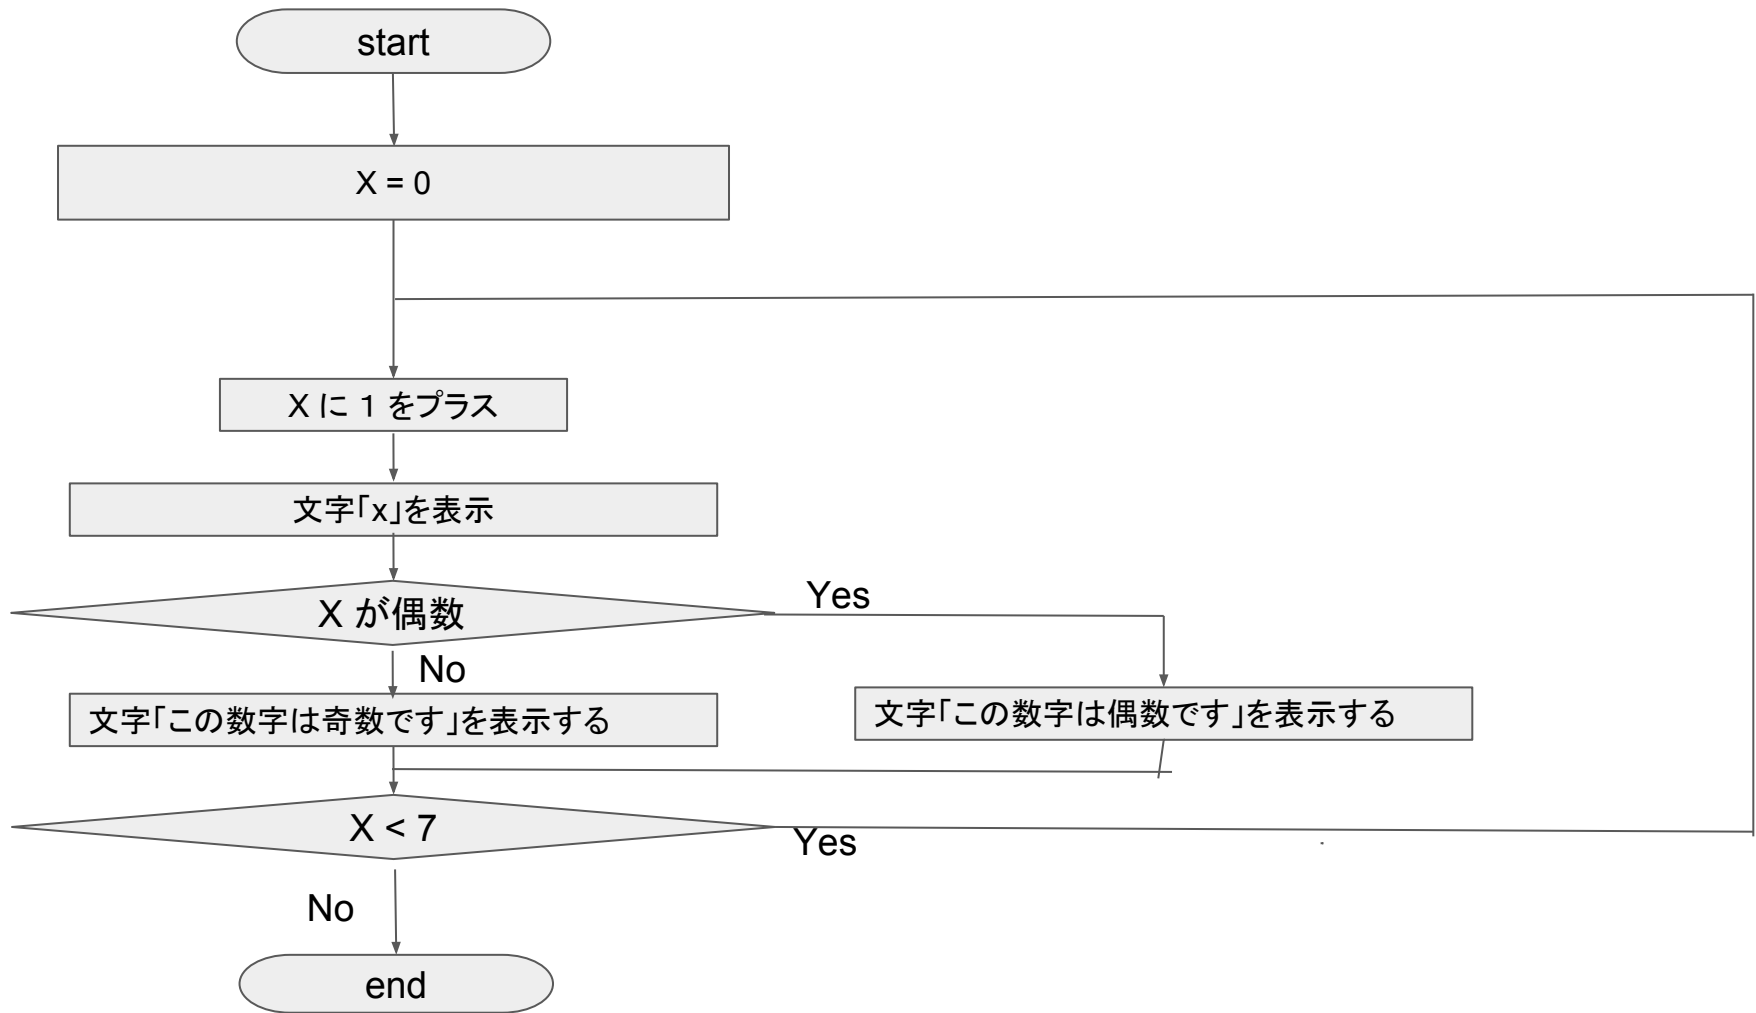 start
X = 0
X に 1 をプラス
文字「x」を表示
X が偶数
Yes
No
文字「この数字は奇数です」を表示する
文字「この数字は偶数です」を表示する
X < 7
Yes
No
end